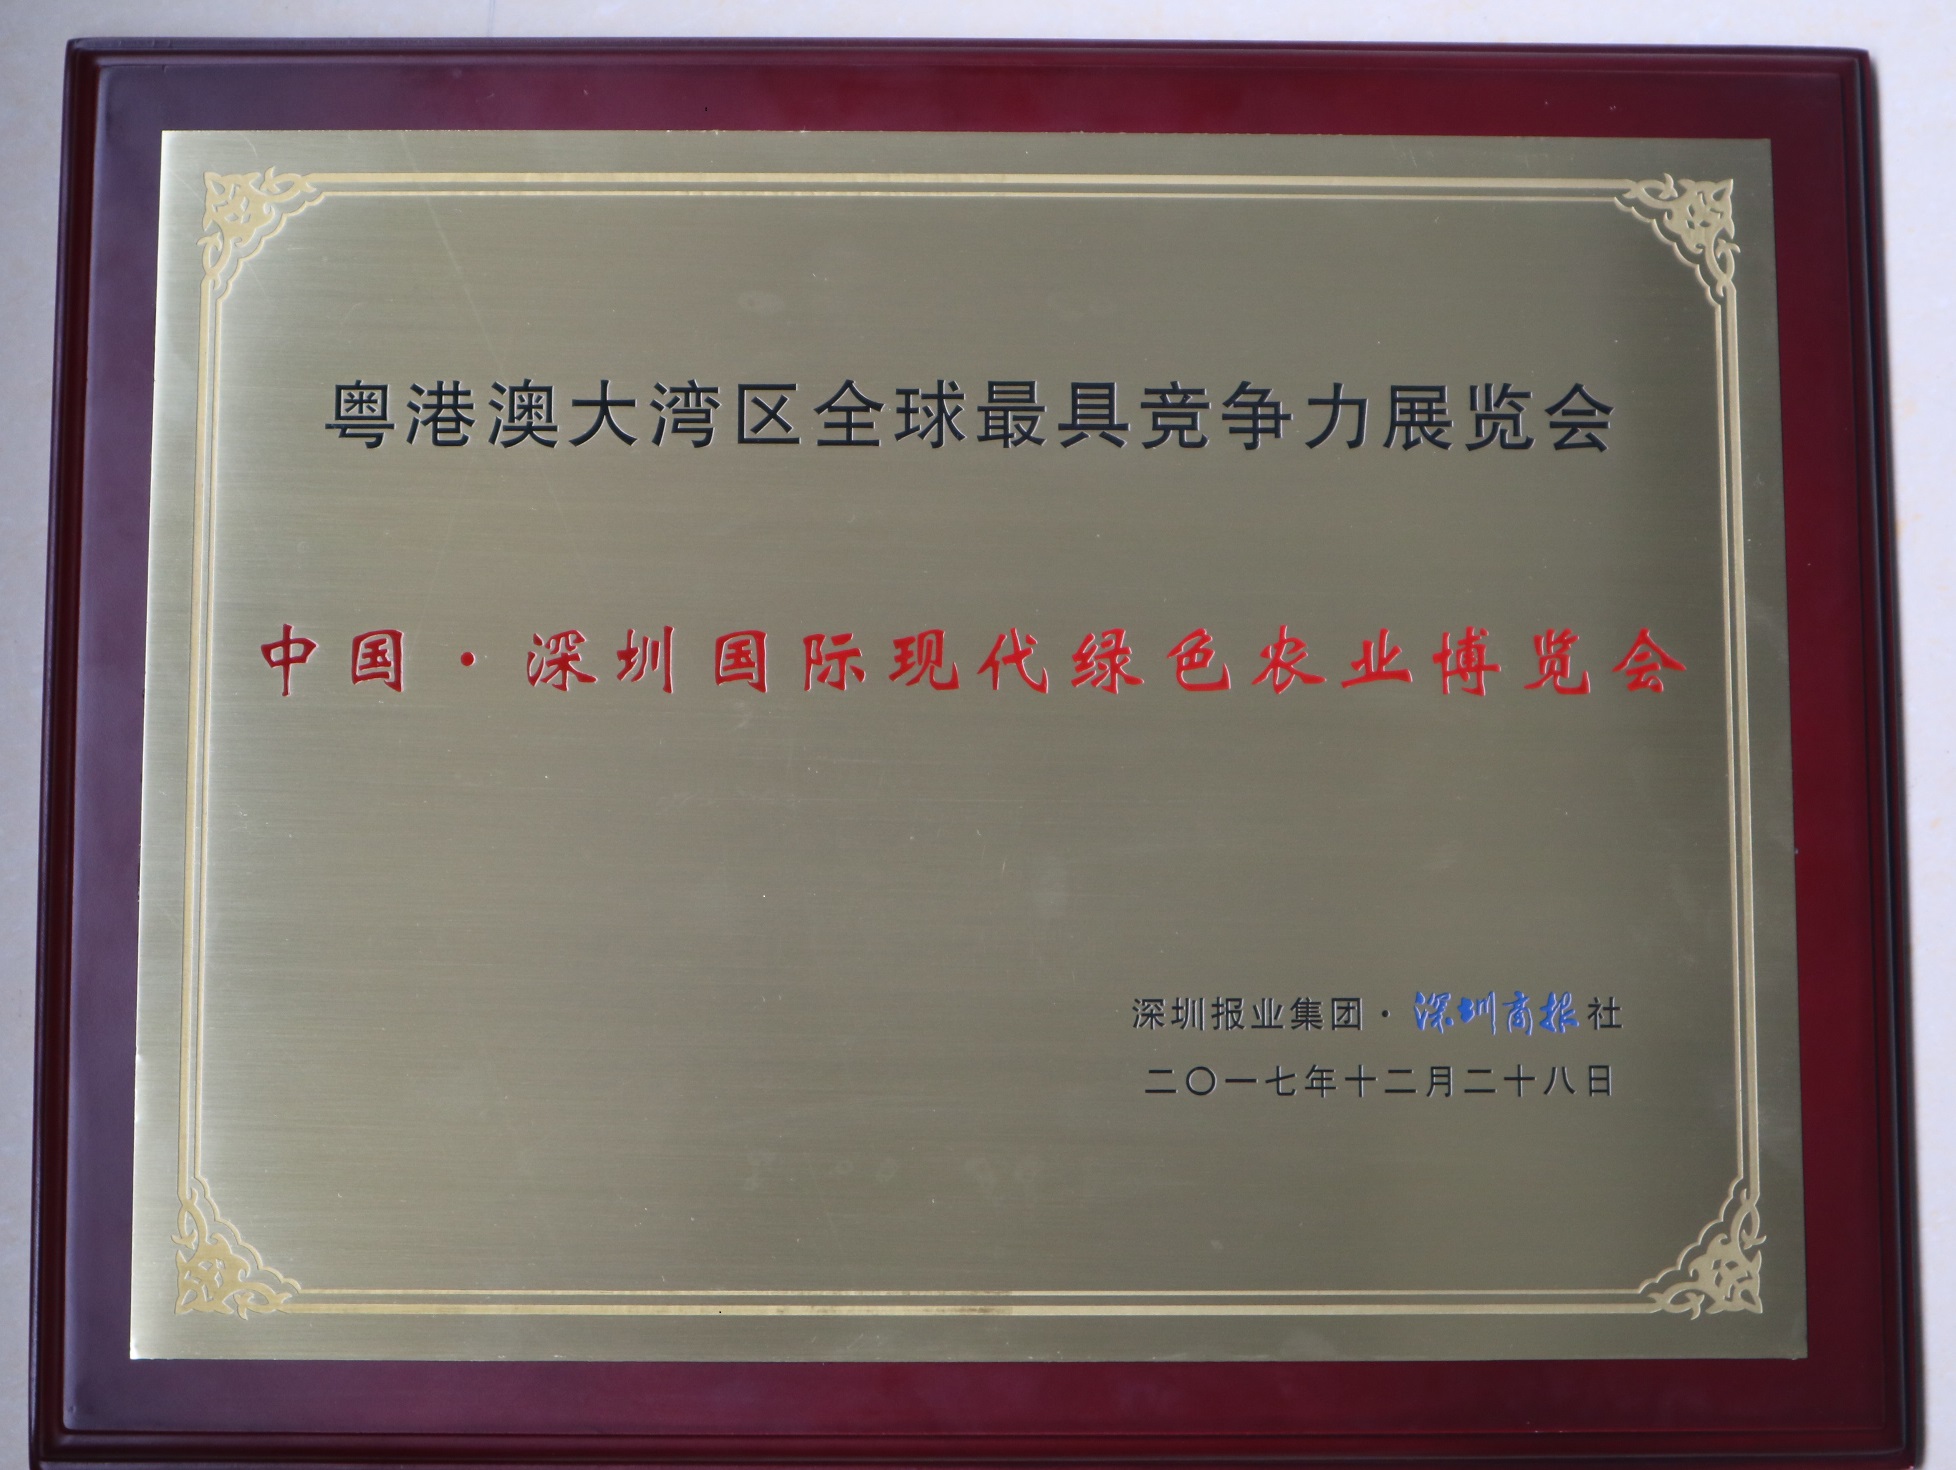 粤港澳大湾区全球最具竞争力展览会
中国·深圳国际现代绿色农业博览会
深圳报业集团·深圳商报社
二〇一七年十二月二十八日